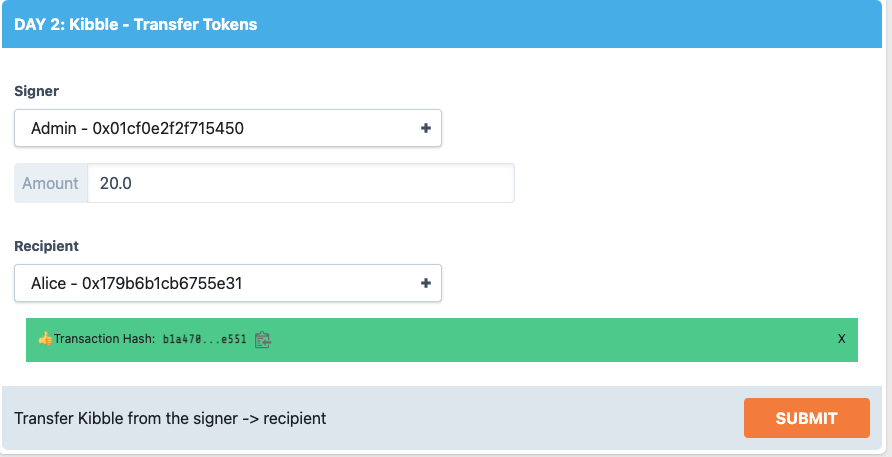 DAY 2: Kibble - Transfer Tokens
Signer
Admin - 0x01cf0e2f2f715450
Amount 20.0
Recipient
Alice - 0x179b6b1cb6755e31
👍Transaction Hash: b1a470...e551 X
Transfer Kibble from the signer -> recipient SUBMIT